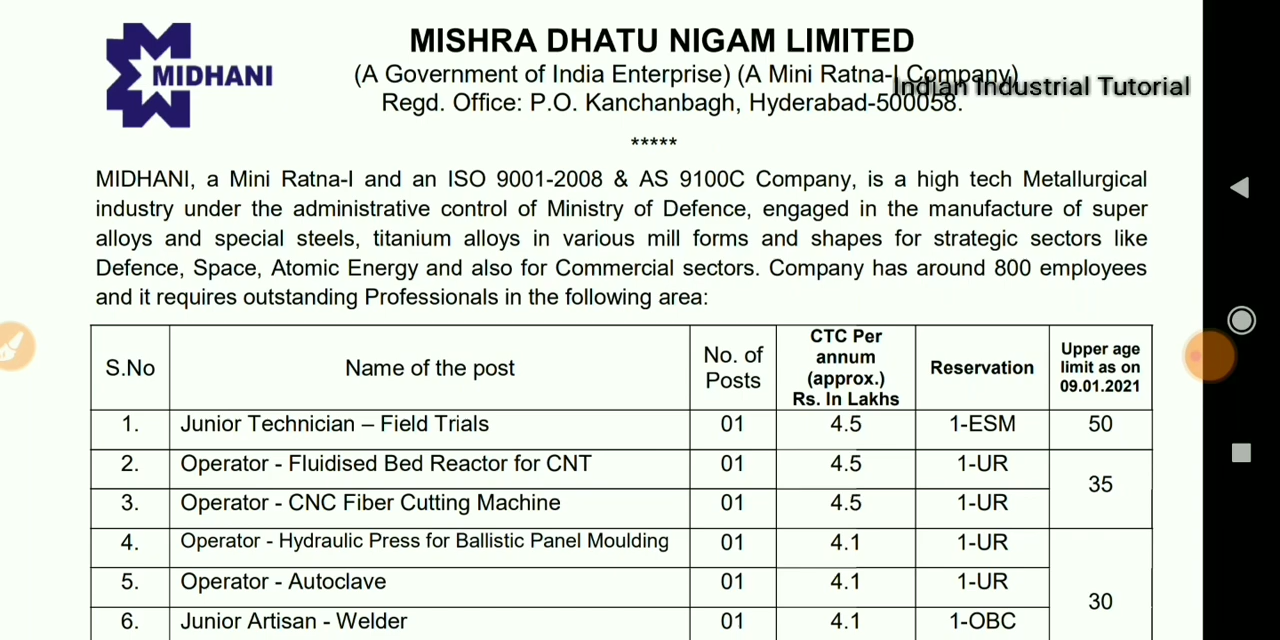 MIDHANI
MISHRA DHATU NIGAM LIMITED
(A Government of India Enterprise) (A Mini Ratna-I Company)
Indian Industrial Tutorial
Regd. Office: P.O. Kanchanbagh, Hyderabad-500058.
*****
MIDHANI, a Mini Ratna-I and an ISO 9001-2008 & AS 9100C Company, is a high tech Metallurgical
industry under the administrative control of Ministry of Defence, engaged in the manufacture of super
alloys and special steels, titanium alloys in various mill forms and shapes for strategic sectors like
Defence, Space, Atomic Energy and also for Commercial sectors. Company has around 800 employees
and it requires outstanding Professionals in the following area:
S.No Name of the post No. of Posts CTC Per annum (approx.) Rs. In Lakhs Reservation Upper age limit as on 09.01.2021
1. Junior Technician – Field Trials 01 4.5 1-ESM 50
2. Operator - Fluidised Bed Reactor for CNT 01 4.5 1-UR 35
3. Operator - CNC Fiber Cutting Machine 01 4.5 1-UR
4. Operator - Hydraulic Press for Ballistic Panel Moulding 01 4.1 1-UR
5. Operator - Autoclave 01 4.1 1-UR 30
6. Junior Artisan - Welder 01 4.1 1-OBC